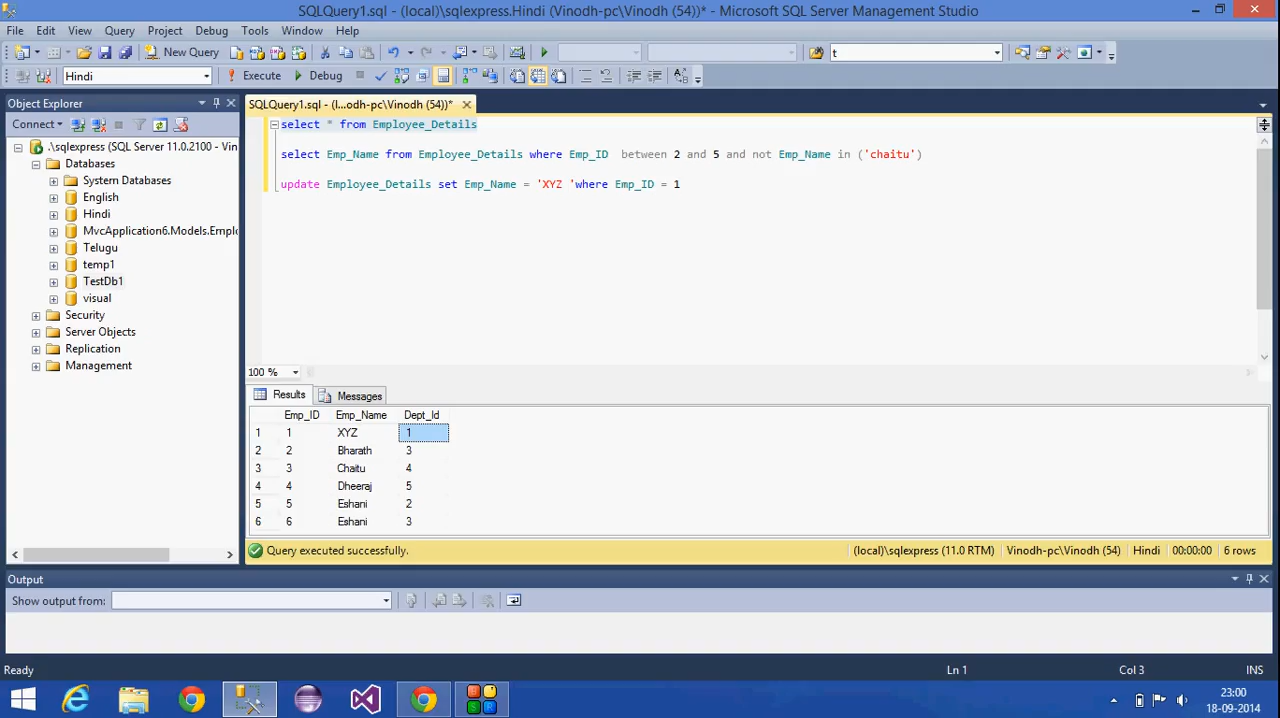 SQLQuery1.sql - (local)\sqlexpress.Hindi (Vinodh-pc\Vinodh (54))* - Microsoft SQL Server Management Studio
File Edit View Query Project Debug Tools Window Help
New Query t
Hindi Execute Debug
Object Explorer
SQLQuery1.sql - (l...odh-pc\Vinodh (54))*
Connect
.\sqlexpress (SQL Server 11.0.2100 - Vin
Databases
System Databases
English
Hindi
MvcApplication6.Models.Emplo
Telugu
temp1
TestDb1
visual
Security
Server Objects
Replication
Management
select * from Employee_Details
select Emp_Name from Employee_Details where Emp_ID  between 2 and 5 and not Emp_Name in ('chaitu')
update Employee_Details set Emp_Name = 'XYZ 'where Emp_ID = 1
100 %
Results Messages
Emp_ID Emp_Name Dept_Id
1 1 XYZ 1
2 2 Bharath 3
3 3 Chaitu 4
4 4 Dheeraj 5
5 5 Eshani 2
6 6 Eshani 3
Query executed successfully. (local)\sqlexpress (11.0 RTM) Vinodh-pc\Vinodh (54) Hindi 00:00:00 6 rows
Output
Show output from:
Ready Ln 1 Col 3 INS
23:00
18-09-2014